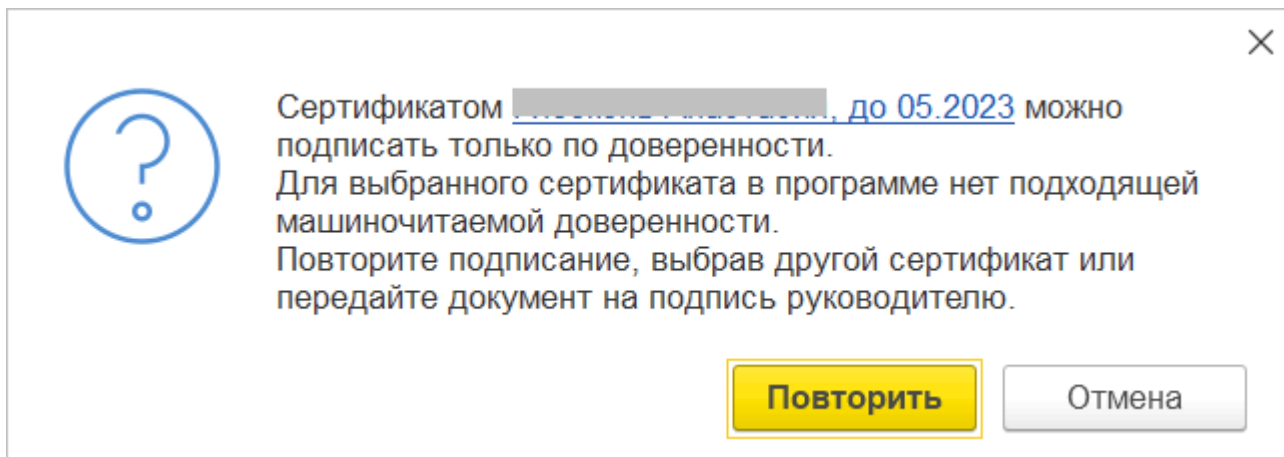 Сертификатом , до 05.2023 можно
подписать только по доверенности.
Для выбранного сертификата в программе нет подходящей
машиночитаемой доверенности.
Повторите подписание, выбрав другой сертификат или
передайте документ на подпись руководителю.
Повторить
Отмена